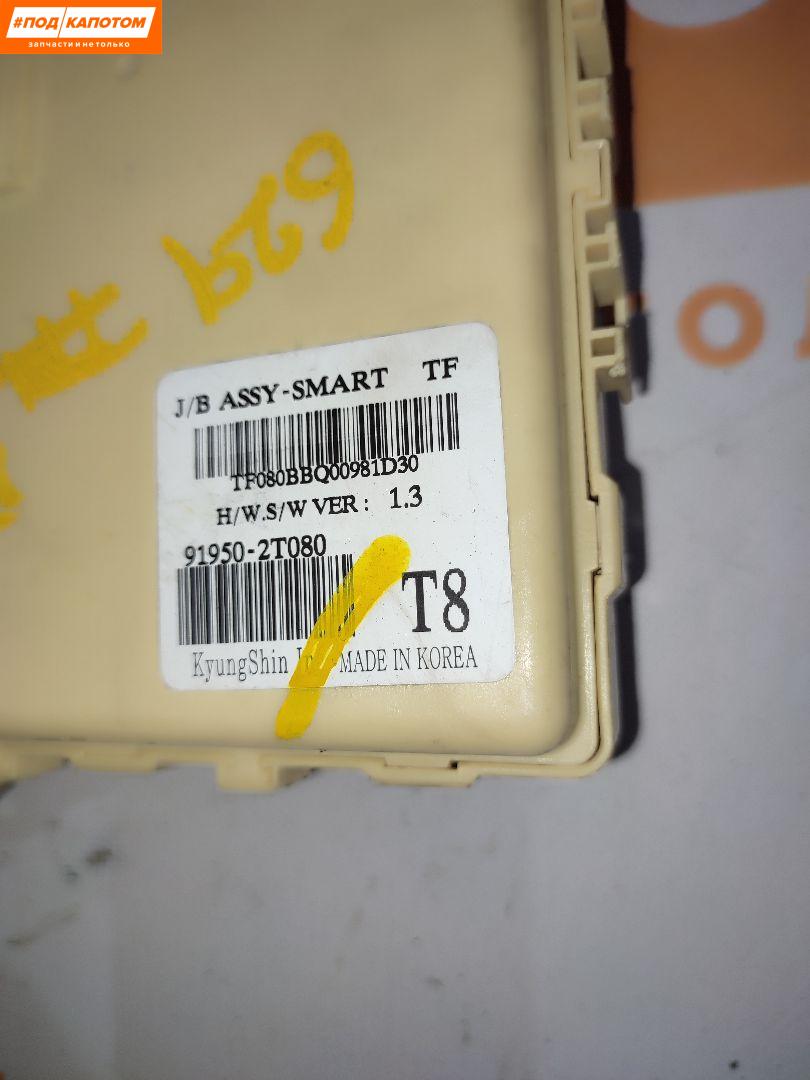 #ПОД КАПОТОМ
запчасти и не только
629
J/B ASSY-SMART TF
TF080BBQ00981D30
H/W.S/W VER : 1.3
91950-2T080
T8
KyungShin MADE IN KOREA